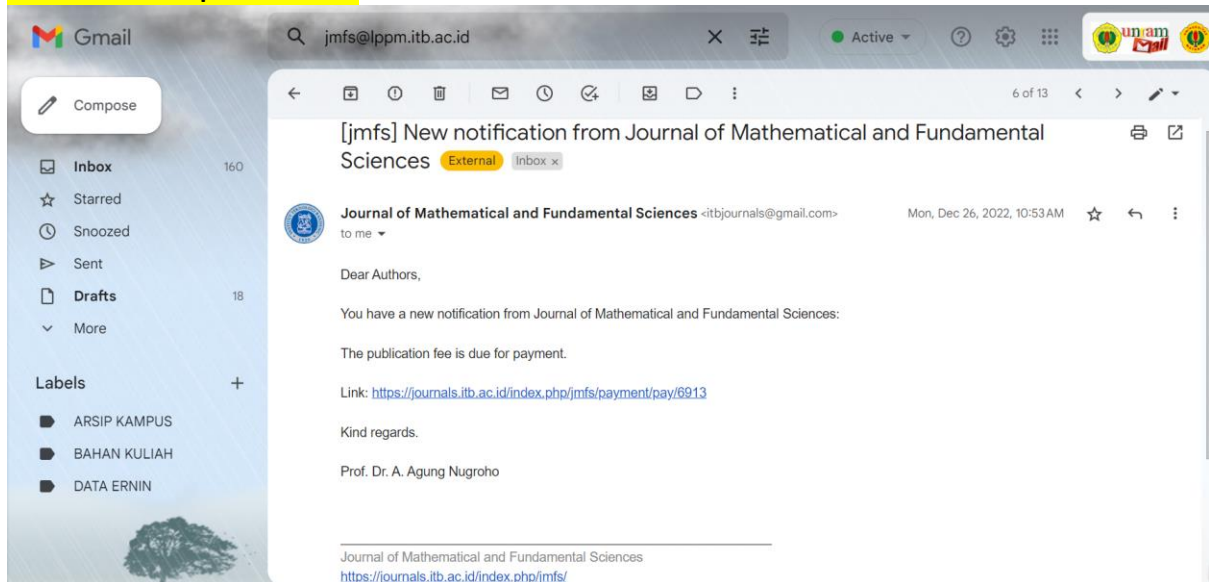 Gmail
jmfs@lppm.itb.ac.id
Active
unram
Mail
Compose
6 of 13
[jmfs] New notification from Journal of Mathematical and Fundamental
Sciences External Inbox x
Inbox 160
Starred
Snoozed
Sent
Drafts 18
More
Labels +
ARSIP KAMPUS
BAHAN KULIAH
DATA ERNIN
Journal of Mathematical and Fundamental Sciences <itbjournals@gmail.com> Mon, Dec 26, 2022, 10:53 AM
to me
Dear Authors,
You have a new notification from Journal of Mathematical and Fundamental Sciences:
The publication fee is due for payment.
Link: https://journals.itb.ac.id/index.php/jmfs/payment/pay/6913
Kind regards.
Prof. Dr. A. Agung Nugroho
Journal of Mathematical and Fundamental Sciences
https://journals.itb.ac.id/index.php/jmfs/